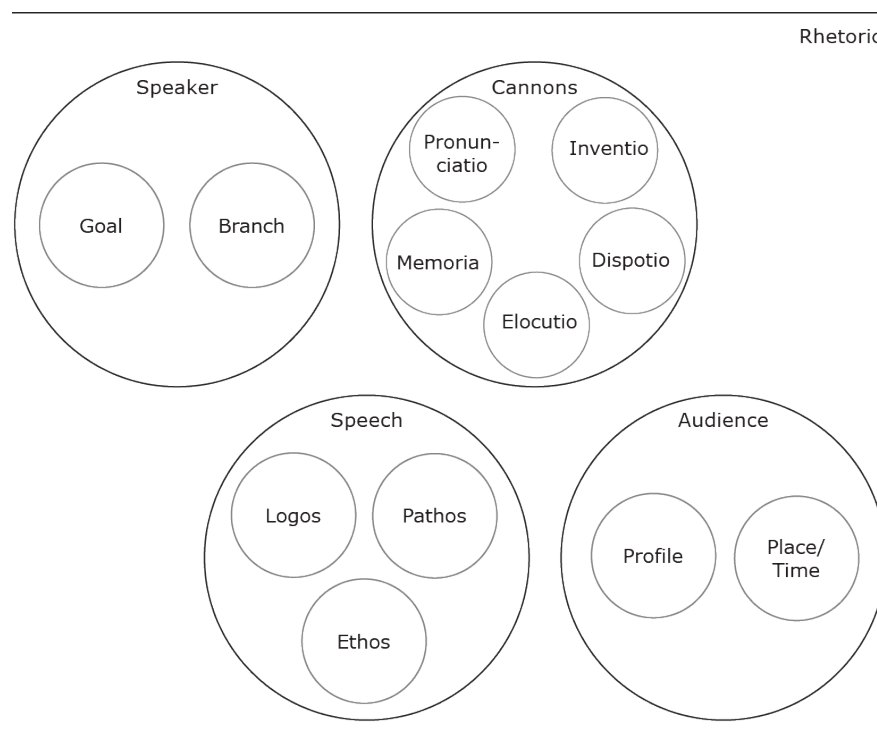 Rhetoric
Speaker
Goal
Branch
Cannons
Pronun-
ciatio
Inventio
Memoria
Dispotio
Elocutio
Speech
Logos
Pathos
Ethos
Audience
Profile
Place/
Time